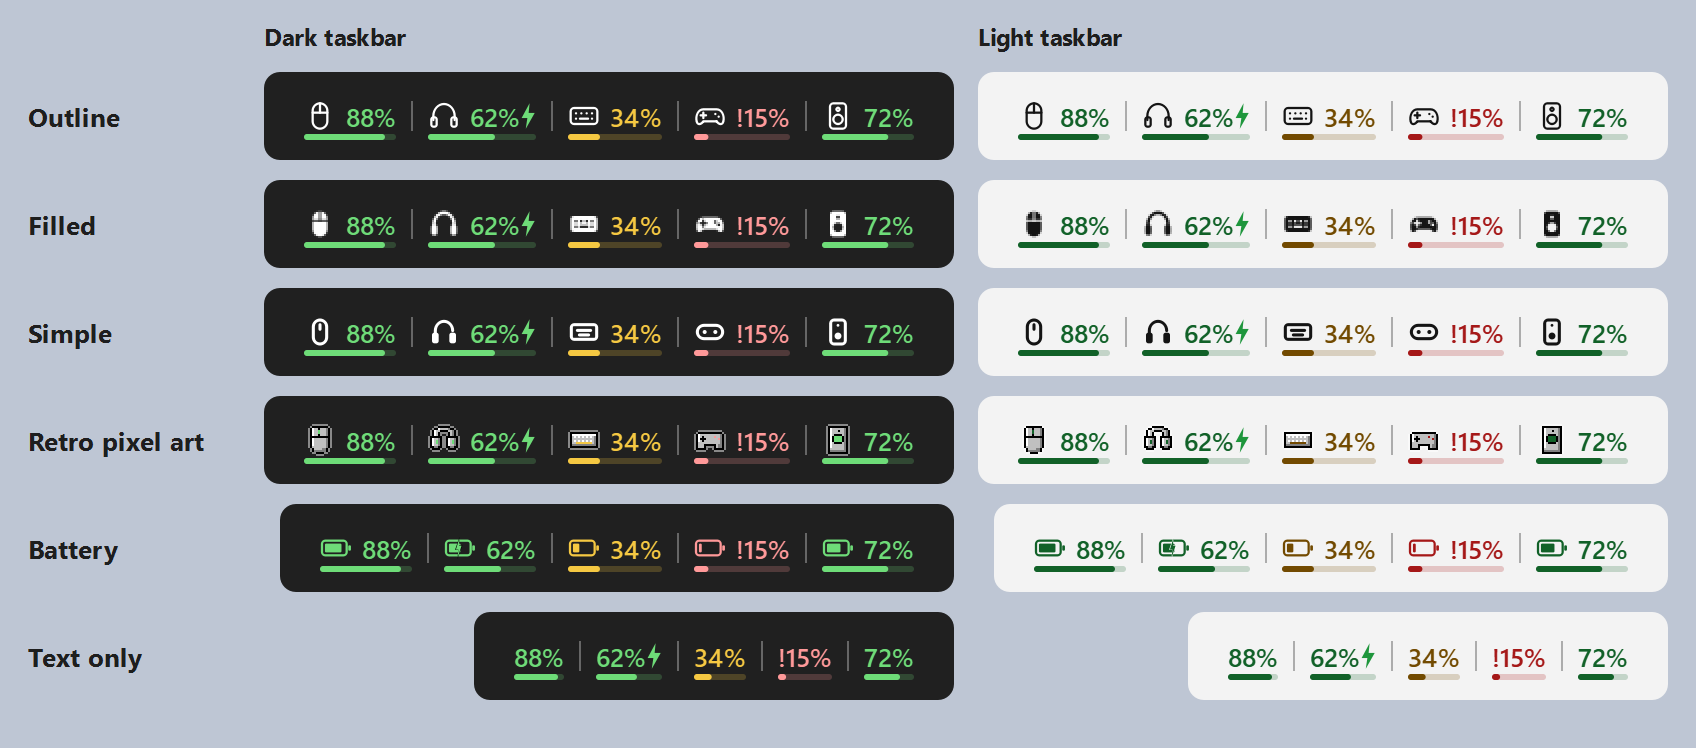 Dark taskbar Light taskbar
Outline 88% 62% 34% !15% 72% 88% 62% 34% !15% 72%
Filled 88% 62% 34% !15% 72% 88% 62% 34% !15% 72%
Simple 88% 62% 34% !15% 72% 88% 62% 34% !15% 72%
Retro pixel art 88% 62% 34% !15% 72% 88% 62% 34% !15% 72%
Battery 88% 62% 34% !15% 72% 88% 62% 34% !15% 72%
Text only 88% 62% 34% !15% 72% 88% 62% 34% !15% 72%